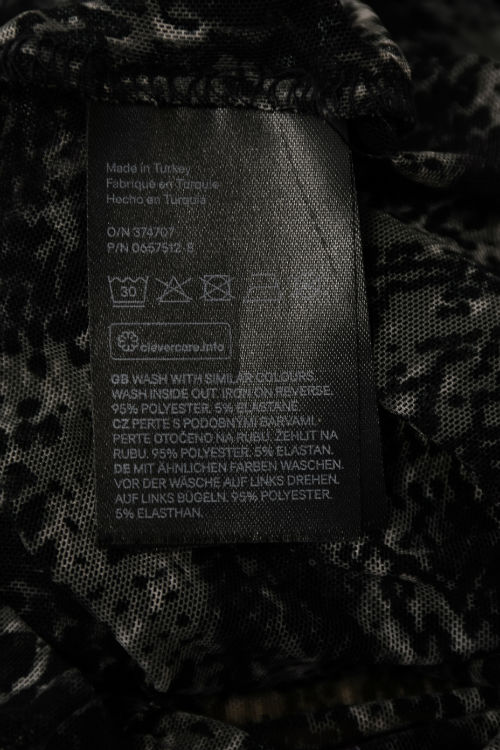 Made in Turkey
Fabriqué en Turquie
Hecho en Turquía
O/N 374707
P/N 0657512 8
30
clevercare.info
GB WASH WITH SIMILAR COLOURS.
WASH INSIDE OUT. IRON ON REVERSE.
95% POLYESTER. 5% ELASTANE
CZ PERTE S PODOBNÝMI BARVAMI.
PERTE OTOČENO NA RUBU. ŽEHLIT NA
RUBU. 95% POLYESTER. 5% ELASTAN.
DE MIT ÄHNLICHEN FARBEN WASCHEN.
VOR DER WÄSCHE AUF LINKS DREHEN.
AUF LINKS BÜGELN. 95% POLYESTER.
5% ELASTHAN.